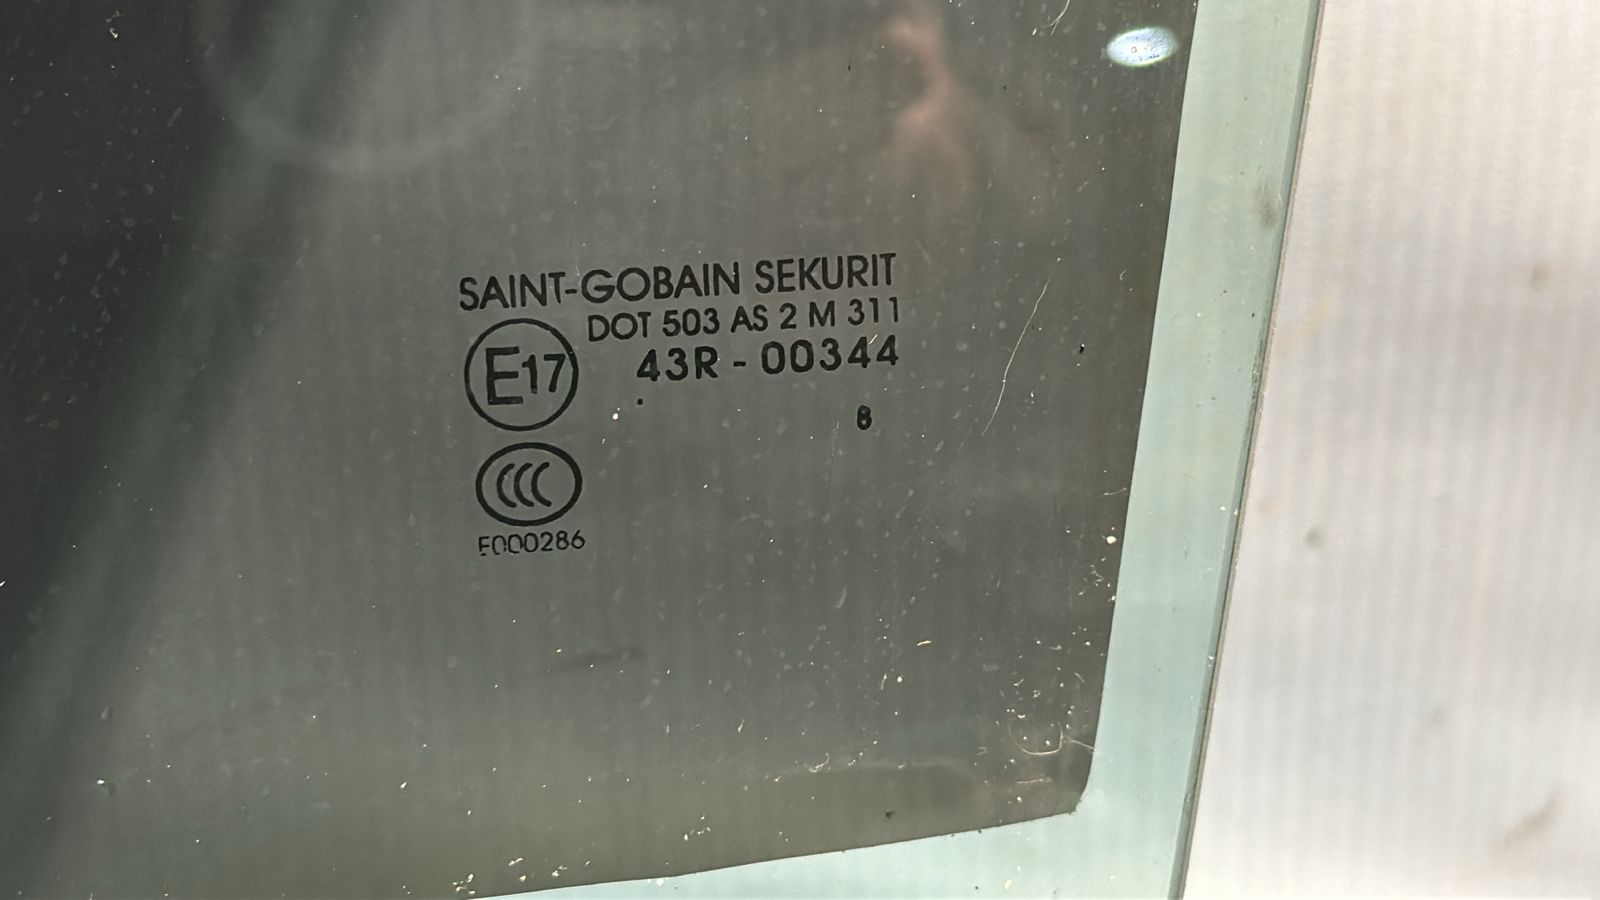 SAINT-GOBAIN SEKURIT
DOT 503 AS 2 M 311
E17
43R - 00344
8
CCC
E000286